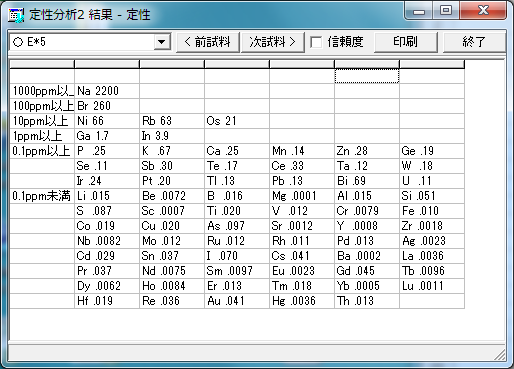 定性分析2 結果 - 定性
○ E*5 < 前試料 次試料 > 信頼度 印刷 終了
1000ppm以上 Na 2200
100ppm以上 Br 260
10ppm以上 Ni 66 Rb 63 Os 21
1ppm以上 Ga 1.7 In 3.9
0.1ppm以上 P .25 K .67 Ca .25 Mn .14 Zn .28 Ge .19
Se .11 Sb .30 Te .17 Ce .33 Ta .12 W .18
Ir .24 Pt .20 Tl .13 Pb .13 Bi .69 U .11
0.1ppm未満 Li .015 Be .0072 B .016 Mg .0001 Al .015 Si .051
S .087 Sc .0007 Ti .020 V .012 Cr .0079 Fe .010
Co .019 Cu .020 As .097 Sr .0012 Y .0008 Zr .0018
Nb .0082 Mo .012 Ru .012 Rh .011 Pd .013 Ag .0023
Cd .029 Sn .037 I .070 Cs .041 Ba .0002 La .0036
Pr .037 Nd .0075 Sm .0097 Eu .0023 Gd .045 Tb .0096
Dy .0062 Ho .0084 Er .013 Tm .018 Yb .0005 Lu .0011
Hf .019 Re .036 Au .041 Hg .0036 Th .013